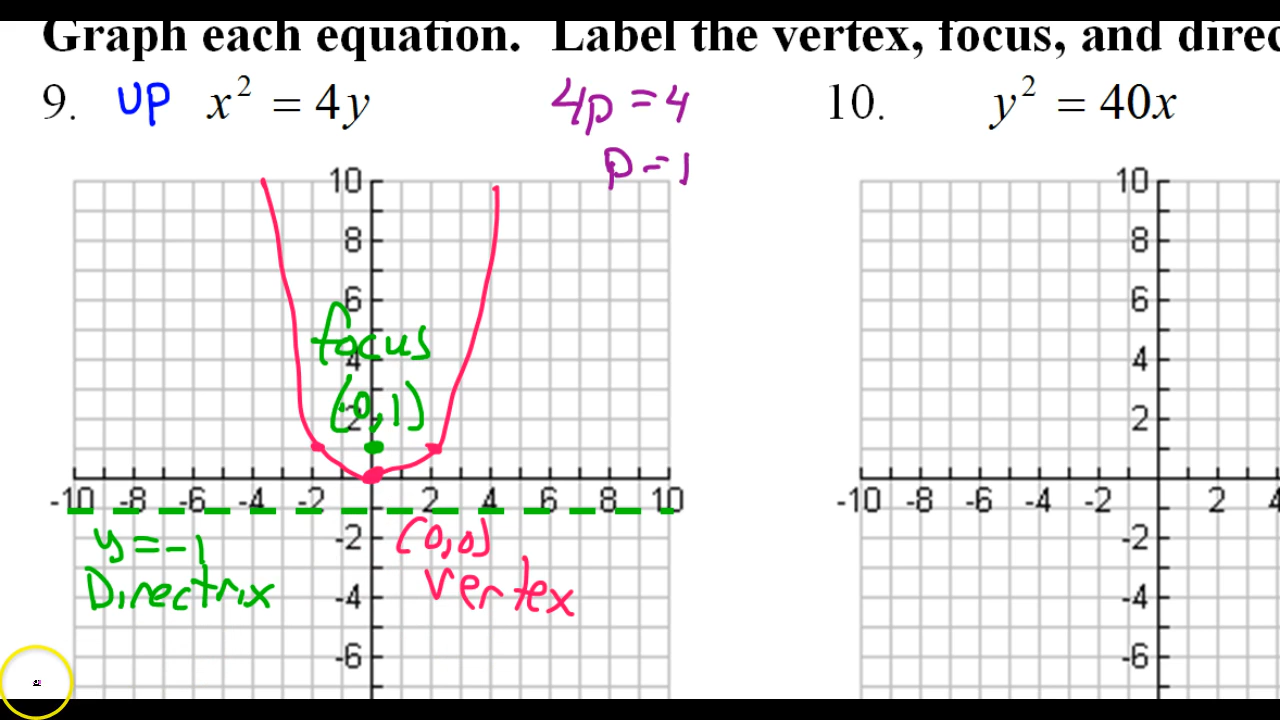 Graph each equation. Label the vertex, focus, and direc
9. UP x² = 4y
4p = 4
p = 1
10. y² = 40x
10
8
6
focus
4
(0,1)
2
-10 -8 -6 -4 -2 2 4 6 8 10
y = -1
Directrix
-2
(0,0)
vertex
-4
-6
10
8
6
4
2
-10 -8 -6 -4 -2 2 4
-2
-4
-6